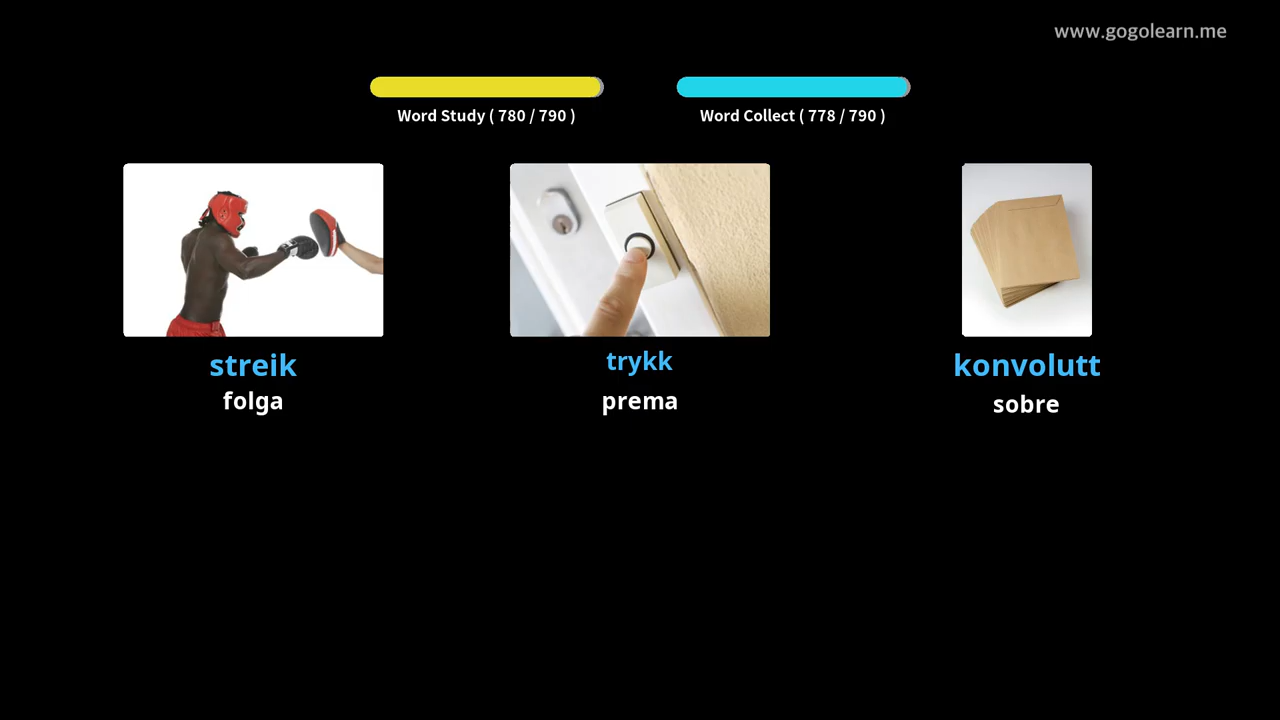 www.gogolearn.me
Word Study ( 780 / 790 )
Word Collect ( 778 / 790 )
streik
folga
trykk
prema
konvolutt
sobre